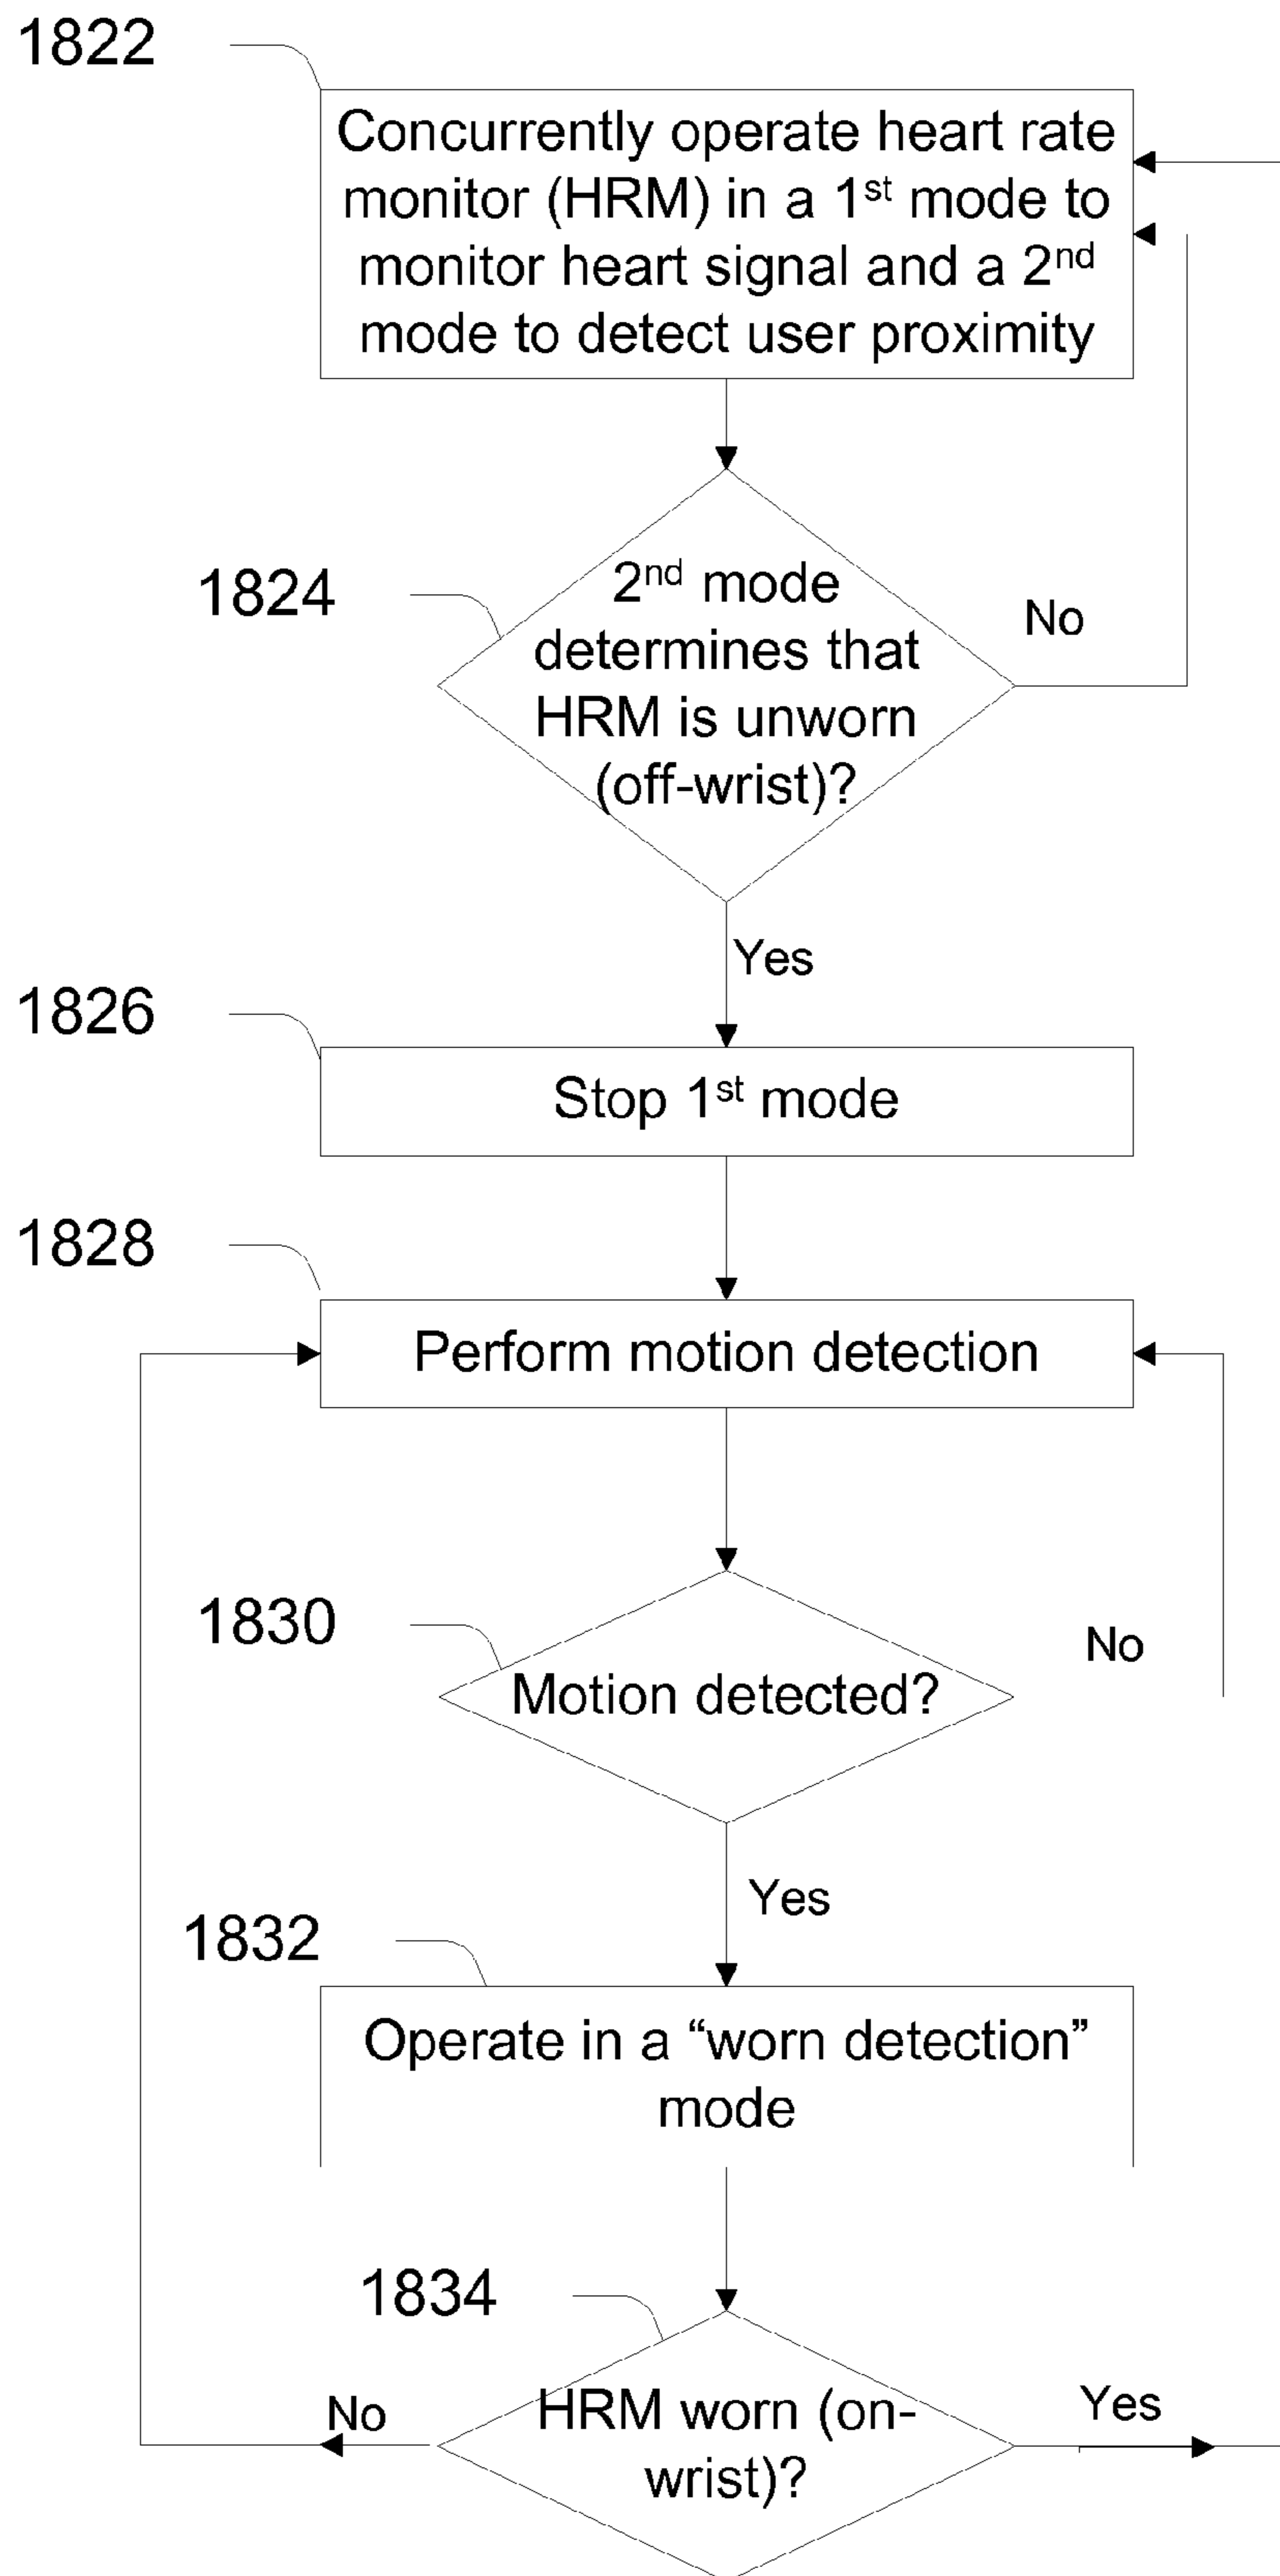 1822
Concurrently operate heart rate
monitor (HRM) in a 1st mode to
monitor heart signal and a 2nd
mode to detect user proximity
1824
2nd mode
determines that
HRM is unworn
(off-wrist)?
No
Yes
1826
Stop 1st mode
1828
Perform motion detection
1830
Motion detected?
No
Yes
1832
Operate in a “worn detection”
mode
1834
HRM worn (on-
wrist)?
No
Yes